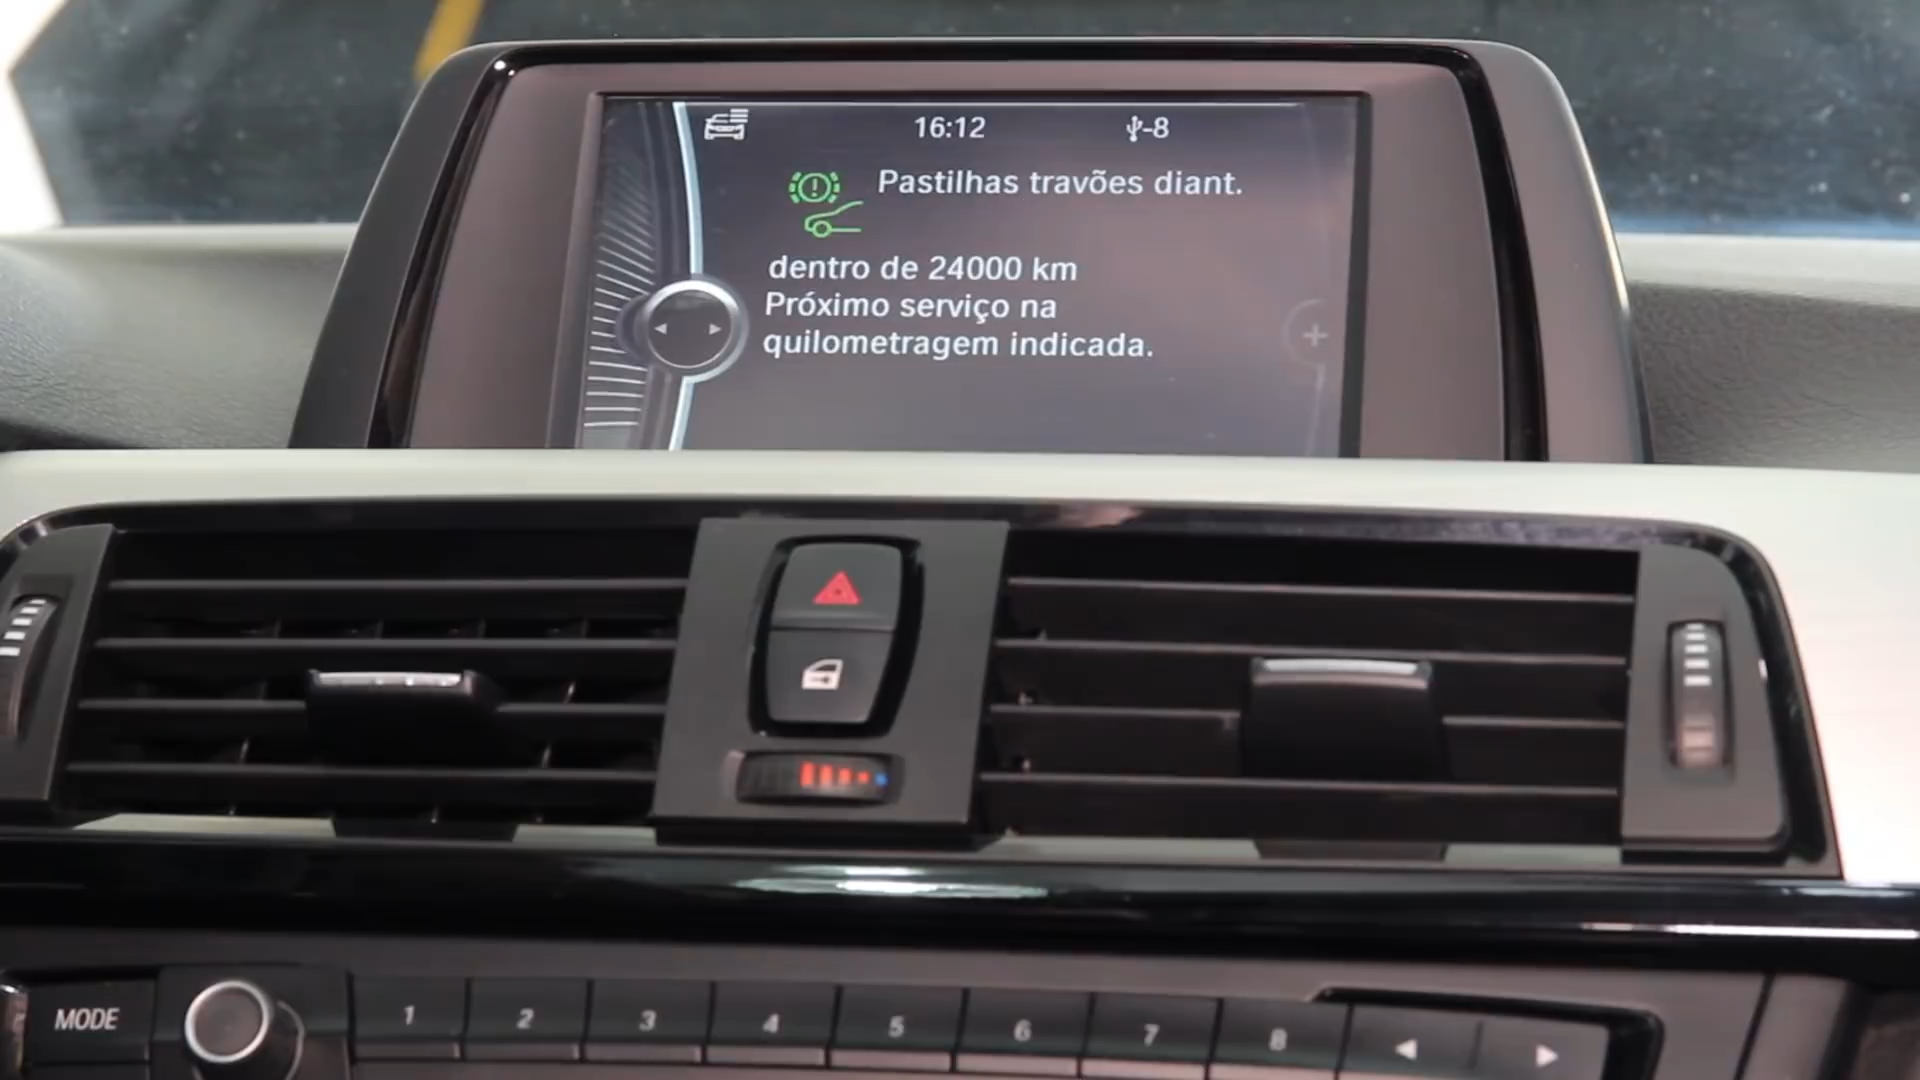 16:12
-8
Pastilhas travões diant.
dentro de 24000 km
Próximo serviço na
quilometragem indicada.
MODE
1 2 3 4 5 6 7 8